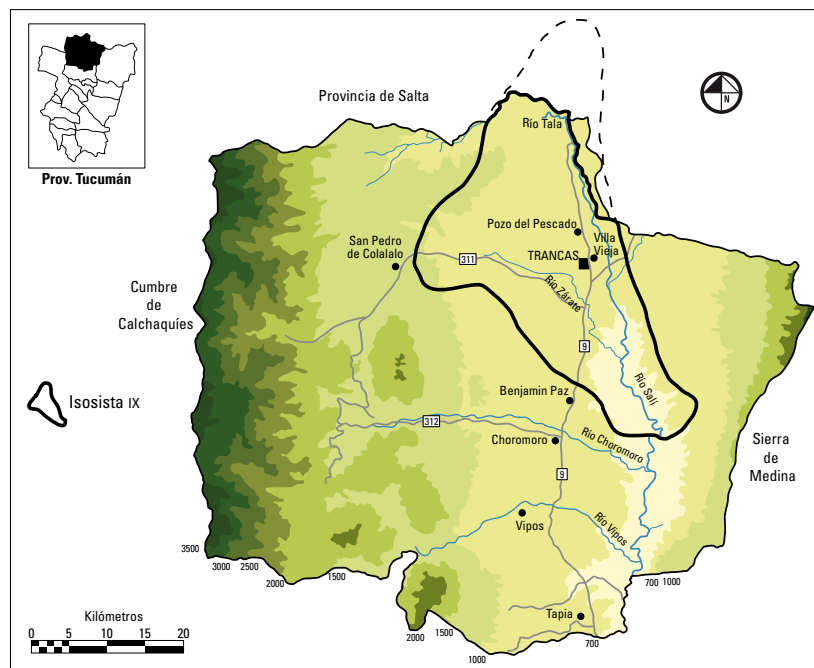 Prov. Tucumán
Provincia de Salta
N
Río Tala
Pozo del Pescado
Villa
Vieja
San Pedro
de Colalalo
TRANCAS
311
Río Zárate
Cumbre
de
Calchaquíes
9
Isosista IX
Benjamin Paz
Río Salí
312
Choromoro
Río Choromoro
Sierra
de
Medina
9
Vipos
Río Vipos
3500
3000
2500
2000
1500
2000
1500
1000
700
700
1000
Tapia
Kilómetros
0 5 10 15 20